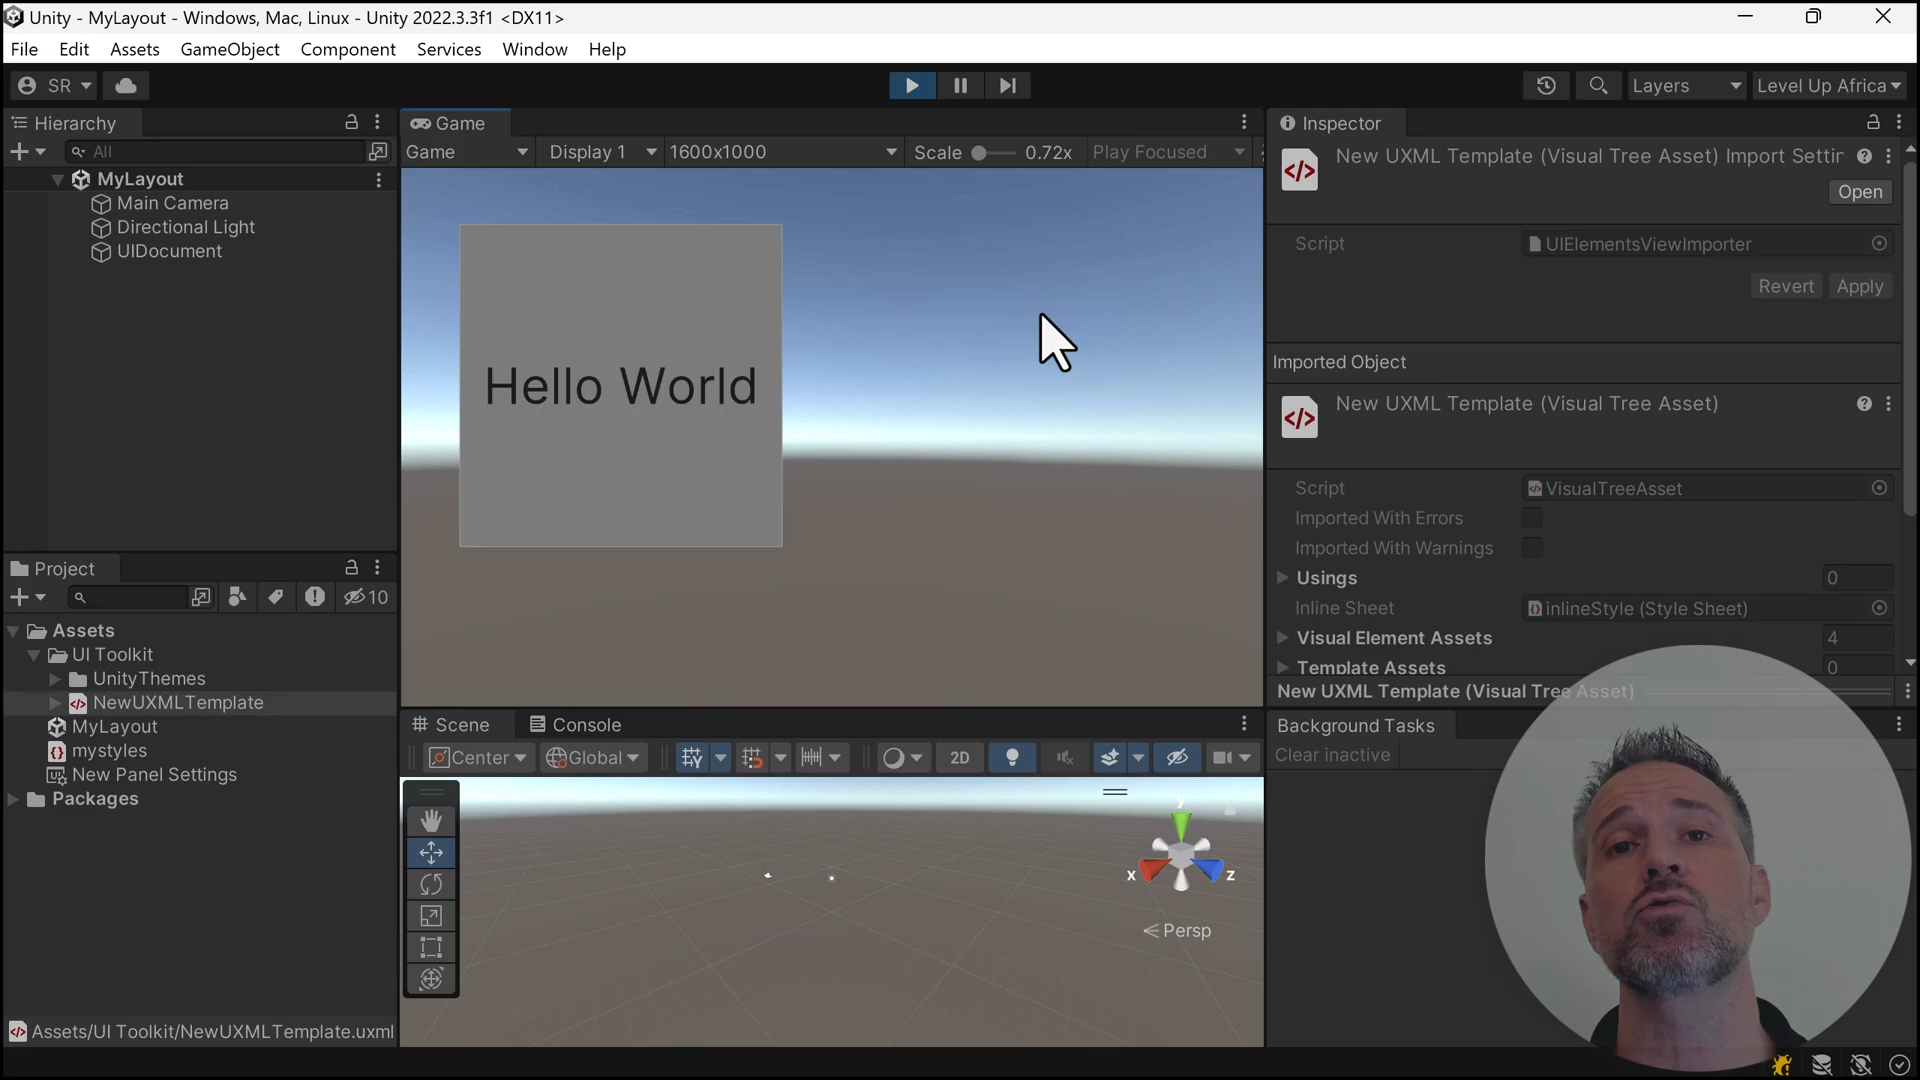 Unity - MyLayout - Windows, Mac, Linux - Unity 2022.3.3f1 <DX11>
File Edit Assets GameObject Component Services Window Help
SR Layers Level Up Africa
Hierarchy
All
MyLayout
Main Camera
Directional Light
UIDocument
Game
Game Display 1 1600x1000 Scale 0.72x Play Focused
Hello World
Inspector
New UXML Template (Visual Tree Asset) Import Settir
Open
Script UIElementsViewImporter
Revert Apply
Imported Object
New UXML Template (Visual Tree Asset)
Script VisualTreeAsset
Imported With Errors
Imported With Warnings
Usings 0
Inline Sheet inlineStyle (Style Sheet)
Visual Element Assets 4
Template Assets 0
New UXML Template (Visual Tree Asset)
Project
10
Assets
UI Toolkit
UnityThemes
NewUXMLTemplate
MyLayout
mystyles
New Panel Settings
Packages
Assets/UI Toolkit/NewUXMLTemplate.uxml
Scene Console
Center Global 2D
y
x z
Persp
Background Tasks
Clear inactive